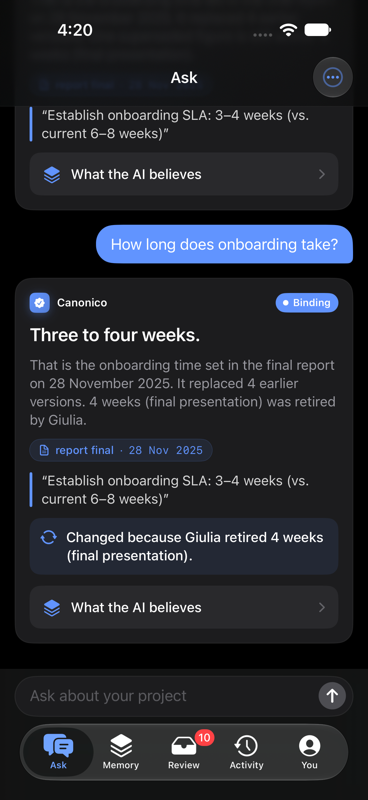 4:20
Ask
“Establish onboarding SLA: 3–4 weeks (vs.
current 6–8 weeks)”
What the AI believes
How long does onboarding take?
Canonico
Binding
Three to four weeks.
That is the onboarding time set in the final report
on 28 November 2025. It replaced 4 earlier
versions. 4 weeks (final presentation) was retired
by Giulia.
report final · 28 Nov 2025
“Establish onboarding SLA: 3–4 weeks (vs.
current 6–8 weeks)”
Changed because Giulia retired 4 weeks
(final presentation).
What the AI believes
Ask about your project
10
Ask
Memory
Review
Activity
You